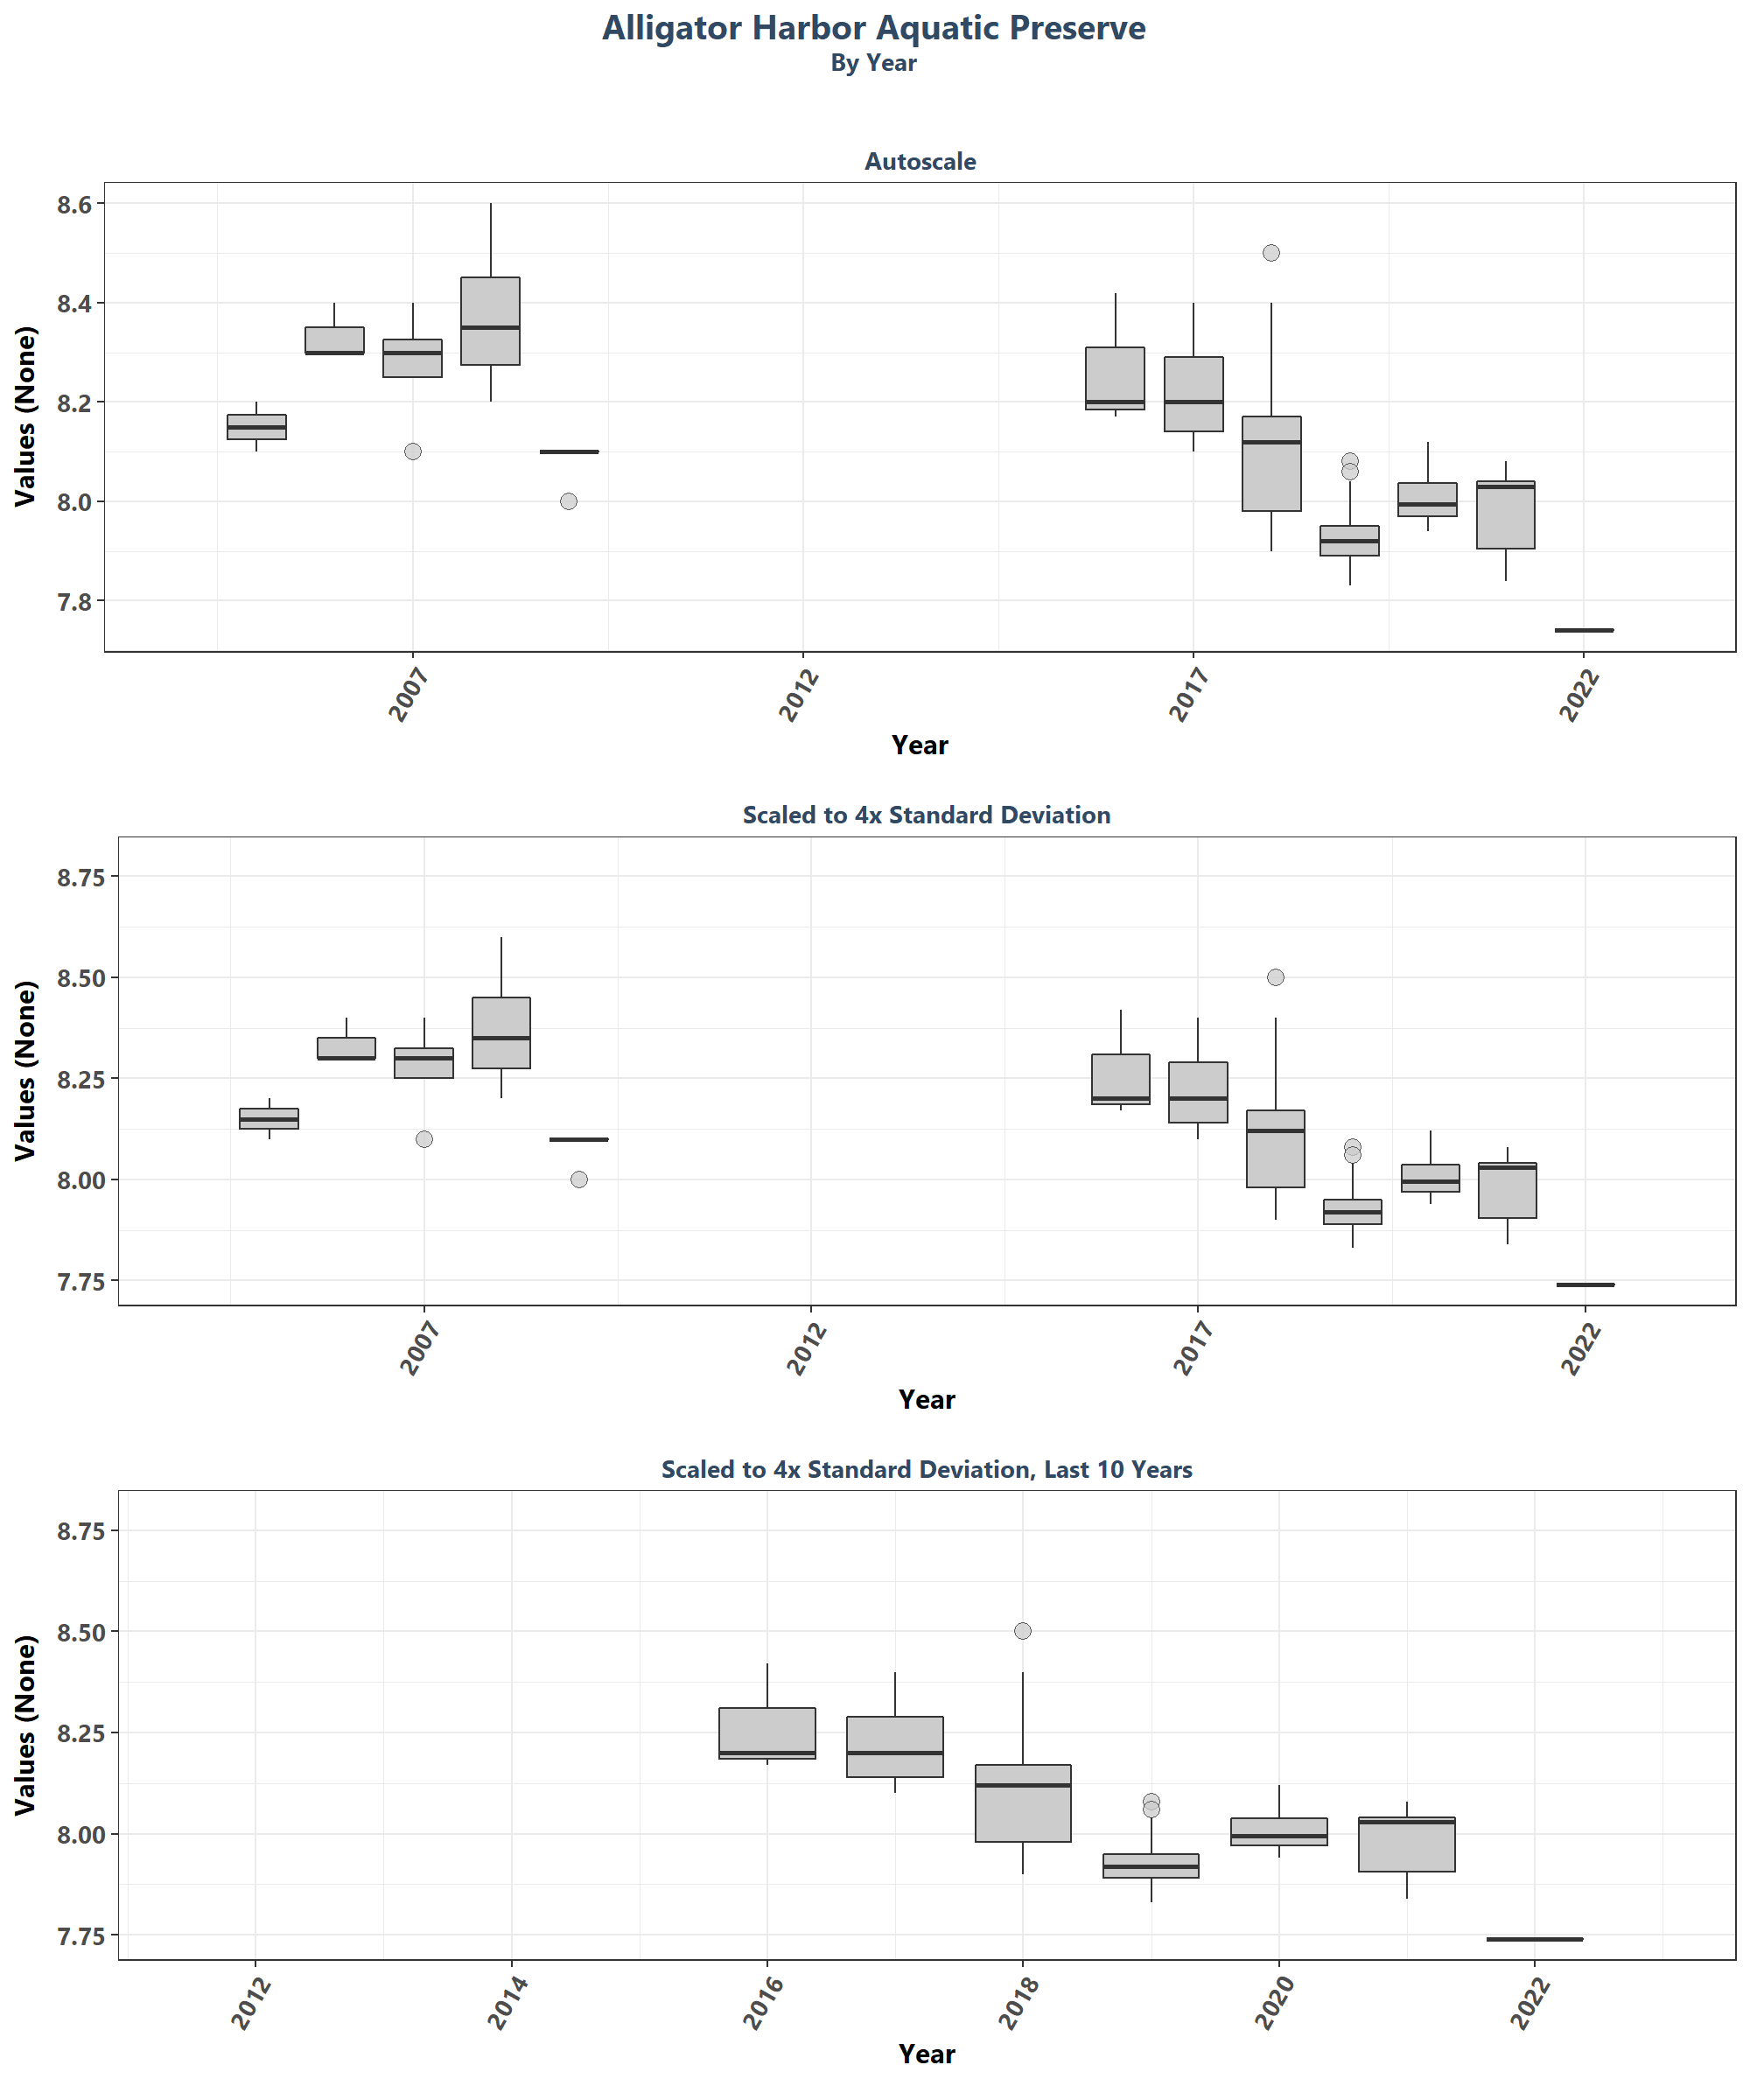 Alligator Harbor Aquatic Preserve
By Year
Autoscale
Values (None)
8.6
8.4
8.2
8.0
7.8
2007
2012
2017
2022
Year
Scaled to 4x Standard Deviation
Values (None)
8.75
8.50
8.25
8.00
7.75
2007
2012
2017
2022
Year
Scaled to 4x Standard Deviation, Last 10 Years
Values (None)
8.75
8.50
8.25
8.00
7.75
2012
2014
2016
2018
2020
2022
Year